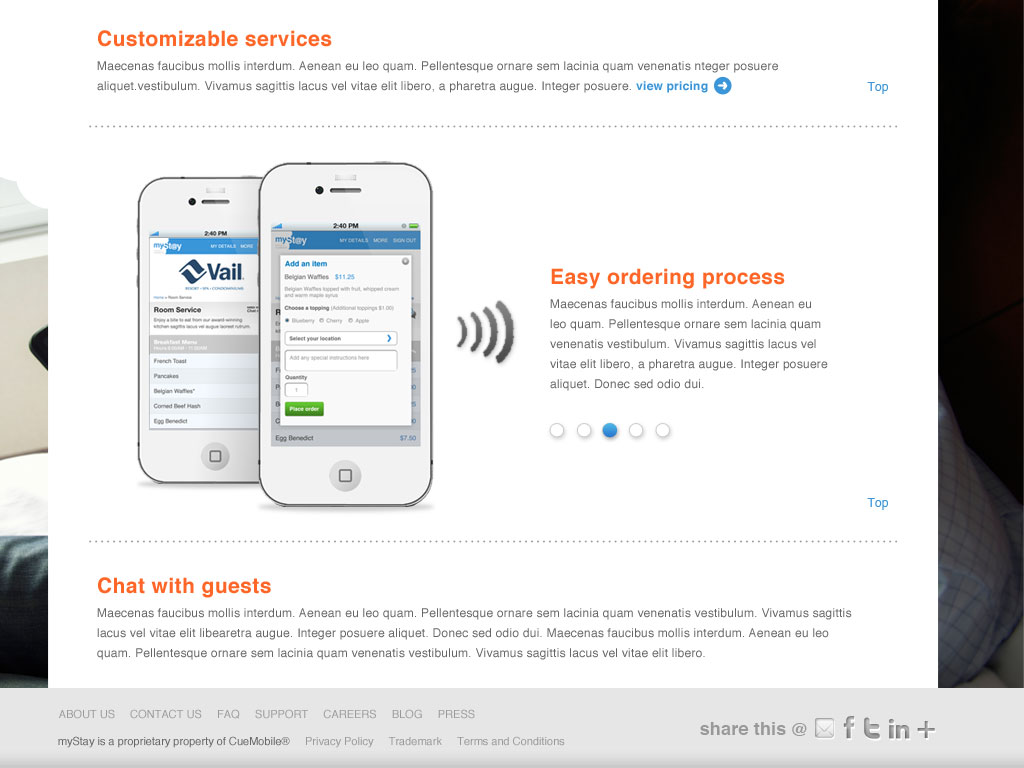 Customizable services
Maecenas faucibus mollis interdum. Aenean eu leo quam. Pellentesque ornare sem lacinia quam venenatis nteger posuere
aliquet.vestibulum. Vivamus sagittis lacus vel vitae elit libero, a pharetra augue. Integer posuere. view pricing
Top
2:40 PM
myStay
MY DETAILS MORE
Vail
RESORT • SPA • CONDOMINIUMS
Home » Room Service
Room Service
Enjoy a bite to eat from our award-winning
kitchen sagittis lacus vel augue laoreet rutrum.
Breakfast Menu
French Toast
Pancakes
Belgian Waffles*
Corned Beef Hash
Egg Benedict
2:40 PM
myStay
MY DETAILS MORE SIGN OUT
Add an item
Belgian Waffles $11.25
Belgian Waffles topped with fruit, whipped cream
and warm maple syrius
Choose a topping (Additional toppings $1.00)
Blueberry Cherry Apple
Select your location
Add any special instructions here
Quantity
1
Place order
Egg Benedict $7.50
Easy ordering process
Maecenas faucibus mollis interdum. Aenean eu
leo quam. Pellentesque ornare sem lacinia quam
venenatis vestibulum. Vivamus sagittis lacus vel
vitae elit libero, a pharetra augue. Integer posuere
aliquet. Donec sed odio dui.
Top
Chat with guests
Maecenas faucibus mollis interdum. Aenean eu leo quam. Pellentesque ornare sem lacinia quam venenatis vestibulum. Vivamus sagittis
lacus vel vitae elit libearetra augue. Integer posuere aliquet. Donec sed odio dui. Maecenas faucibus mollis interdum. Aenean eu leo
quam. Pellentesque ornare sem lacinia quam venenatis vestibulum. Vivamus sagittis lacus vel vitae elit libero.
ABOUT US CONTACT US FAQ SUPPORT CAREERS BLOG PRESS
myStay is a proprietary property of CueMobile® Privacy Policy Trademark Terms and Conditions
share this @ f t in +